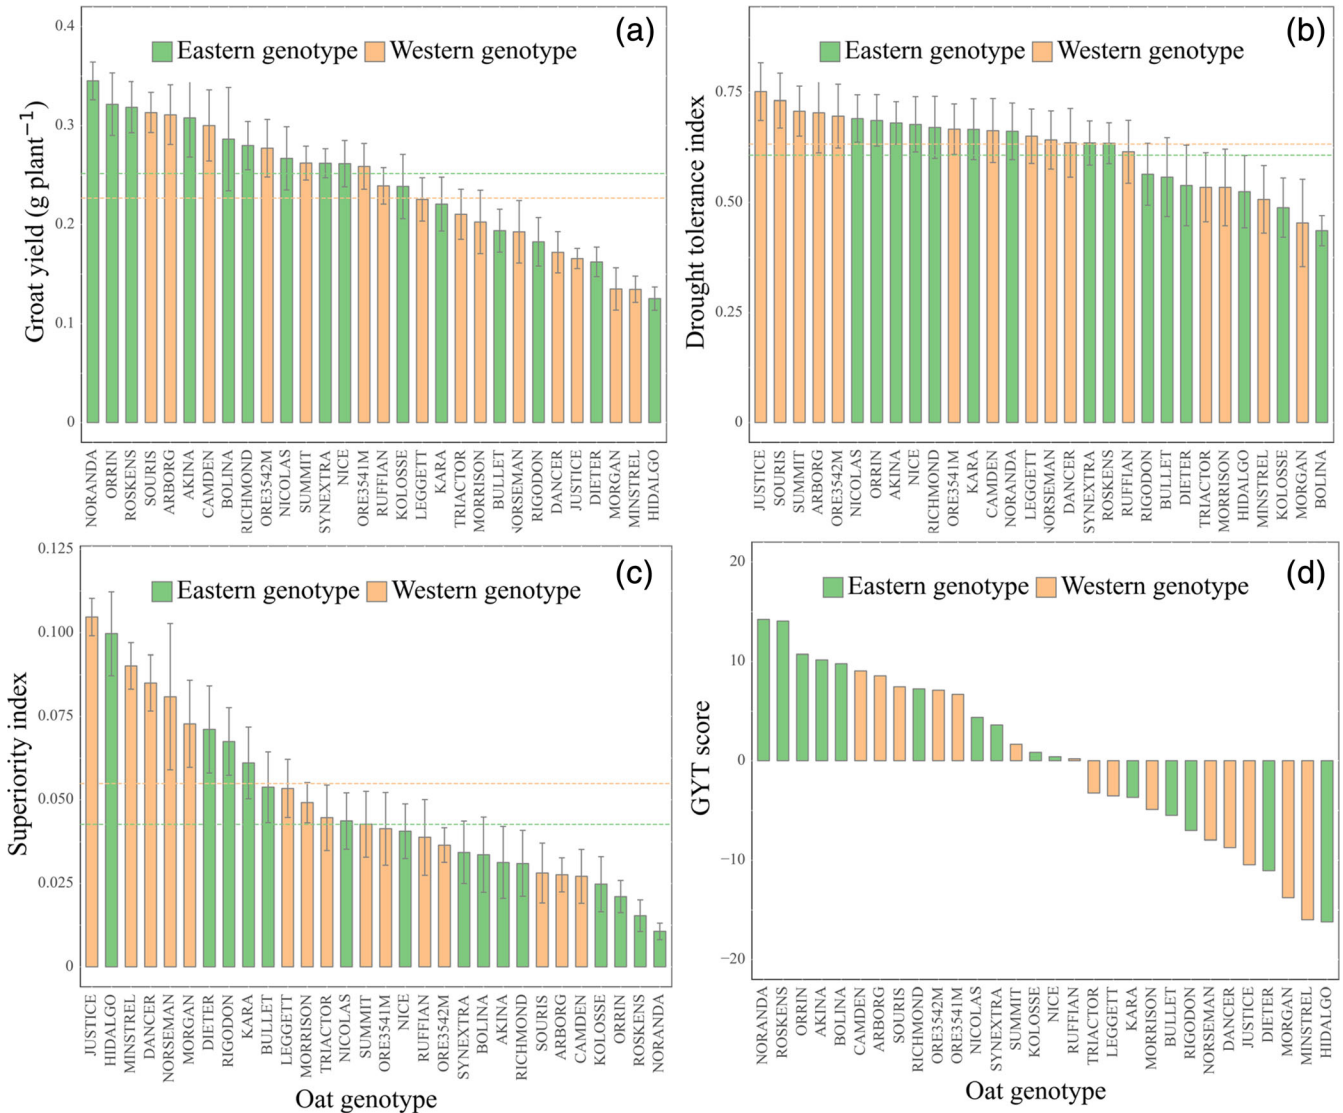 (a)
Eastern genotype Western genotype
Groat yield (g plant⁻¹)
0.4
0.3
0.2
0.1
0
NORANDA
ORRIN
ROSKENS
SOURIS
ARBORG
AKINA
CAMDEN
BOLINA
RICHMOND
ORE3542M
NICOLAS
SUMMIT
SYNEXTRA
NICE
ORE3541M
RUFFIAN
KOLOSSE
LEGGETT
KARA
TRIACTOR
MORRISON
BULLET
NORSEMAN
RIGODON
DANCER
JUSTICE
DIETER
MORGAN
MINSTREL
HIDALGO
(b)
Eastern genotype Western genotype
Drought tolerance index
0.75
0.50
0.25
0
JUSTICE
SOURIS
SUMMIT
ARBORG
ORE3542M
NICOLAS
ORRIN
AKINA
NICE
RICHMOND
ORE3541M
KARA
CAMDEN
NORANDA
LEGGETT
NORSEMAN
DANCER
SYNEXTRA
ROSKENS
RUFFIAN
RIGODON
BULLET
DIETER
TRIACTOR
MORRISON
HIDALGO
MINSTREL
KOLOSSE
MORGAN
BOLINA
(c)
Eastern genotype Western genotype
Superiority index
0.125
0.100
0.075
0.050
0.025
0
JUSTICE
HIDALGO
MINSTREL
DANCER
NORSEMAN
MORGAN
DIETER
RIGODON
KARA
BULLET
LEGGETT
MORRISON
TRIACTOR
NICOLAS
SUMMIT
ORE3541M
NICE
RUFFIAN
ORE3542M
SYNEXTRA
BOLINA
AKINA
RICHMOND
SOURIS
ARBORG
CAMDEN
KOLOSSE
ORRIN
ROSKENS
NORANDA
Oat genotype
(d)
Eastern genotype Western genotype
GYT score
20
10
0
−10
−20
NORANDA
ROSKENS
ORRIN
AKINA
BOLINA
CAMDEN
ARBORG
SOURIS
RICHMOND
ORE3542M
ORE3541M
NICOLAS
SYNEXTRA
SUMMIT
KOLOSSE
NICE
RUFFIAN
TRIACTOR
LEGGETT
KARA
MORRISON
BULLET
RIGODON
NORSEMAN
DANCER
JUSTICE
DIETER
MORGAN
MINSTREL
HIDALGO
Oat genotype